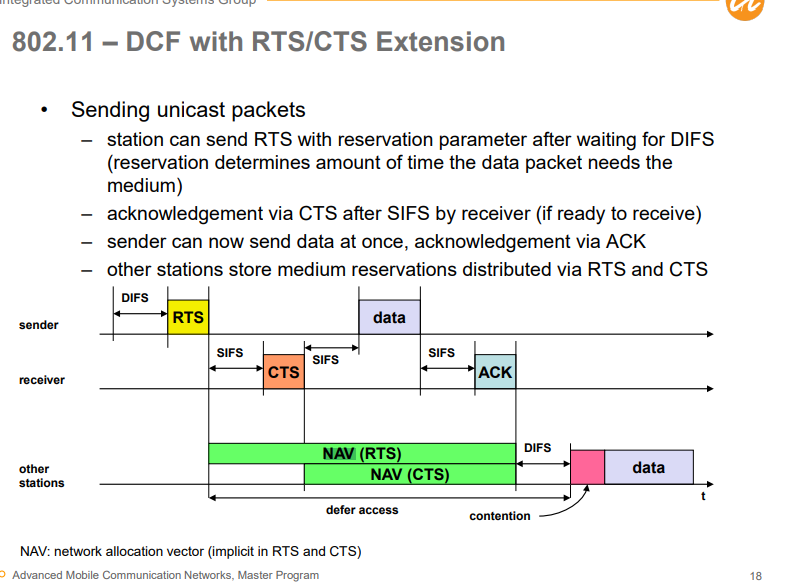 Integrated Communication Systems Group
802.11 – DCF with RTS/CTS Extension
• Sending unicast packets
– station can send RTS with reservation parameter after waiting for DIFS
(reservation determines amount of time the data packet needs the
medium)
– acknowledgement via CTS after SIFS by receiver (if ready to receive)
– sender can now send data at once, acknowledgement via ACK
– other stations store medium reservations distributed via RTS and CTS
DIFS
sender
RTS
data
SIFS
SIFS
SIFS
receiver
CTS
ACK
NAV (RTS)
DIFS
other
stations
NAV (CTS)
data
t
defer access
contention
NAV: network allocation vector (implicit in RTS and CTS)
Advanced Mobile Communication Networks, Master Program
18